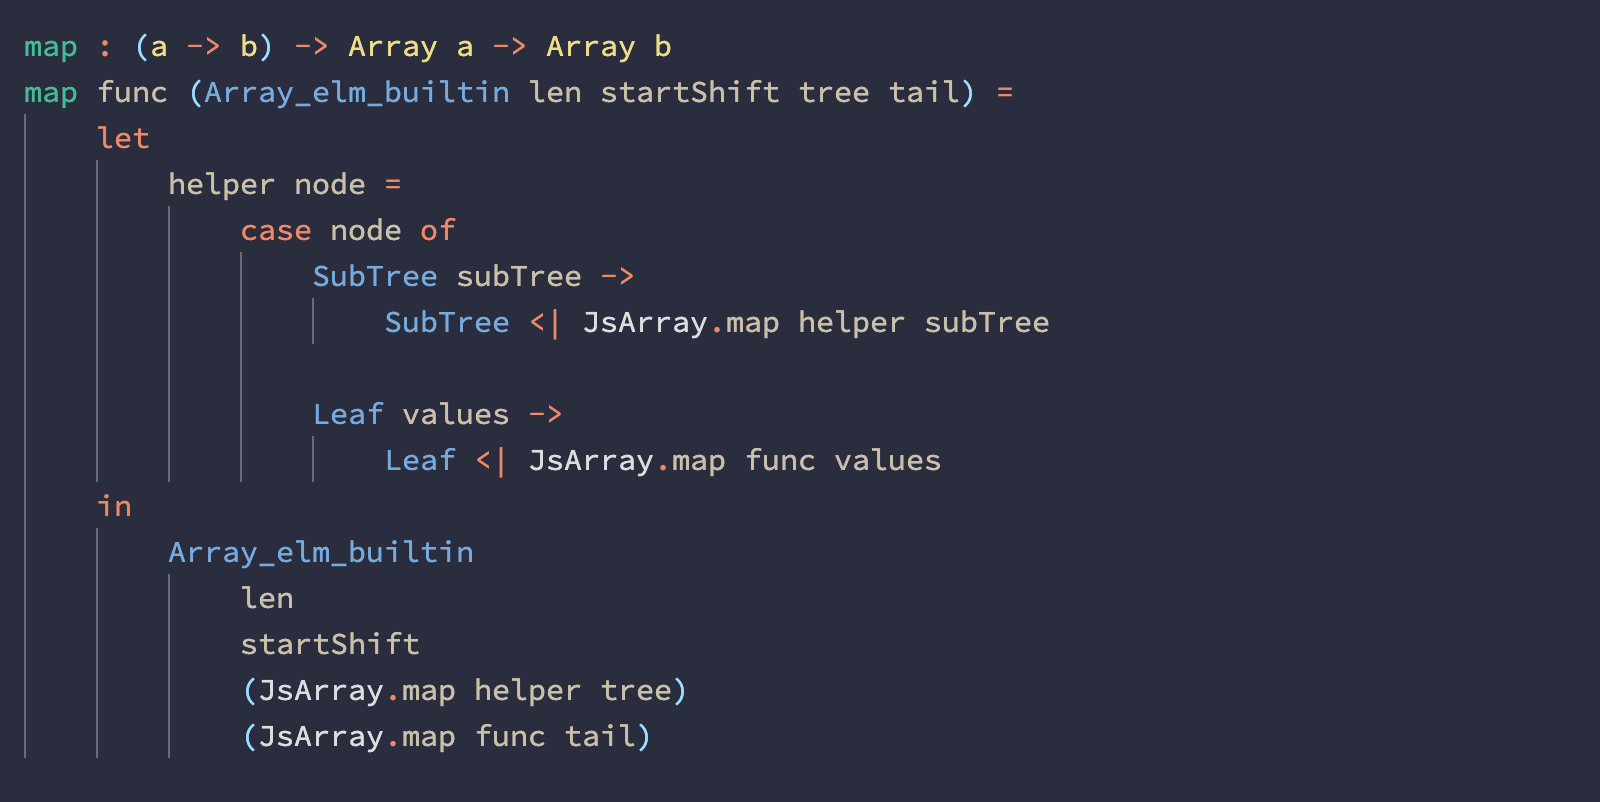 map : (a -> b) -> Array a -> Array b
map func (Array_elm_builtin len startShift tree tail) =
    let
        helper node =
            case node of
                SubTree subTree ->
                    SubTree <| JsArray.map helper subTree

                Leaf values ->
                    Leaf <| JsArray.map func values
    in
        Array_elm_builtin
            len
            startShift
            (JsArray.map helper tree)
            (JsArray.map func tail)